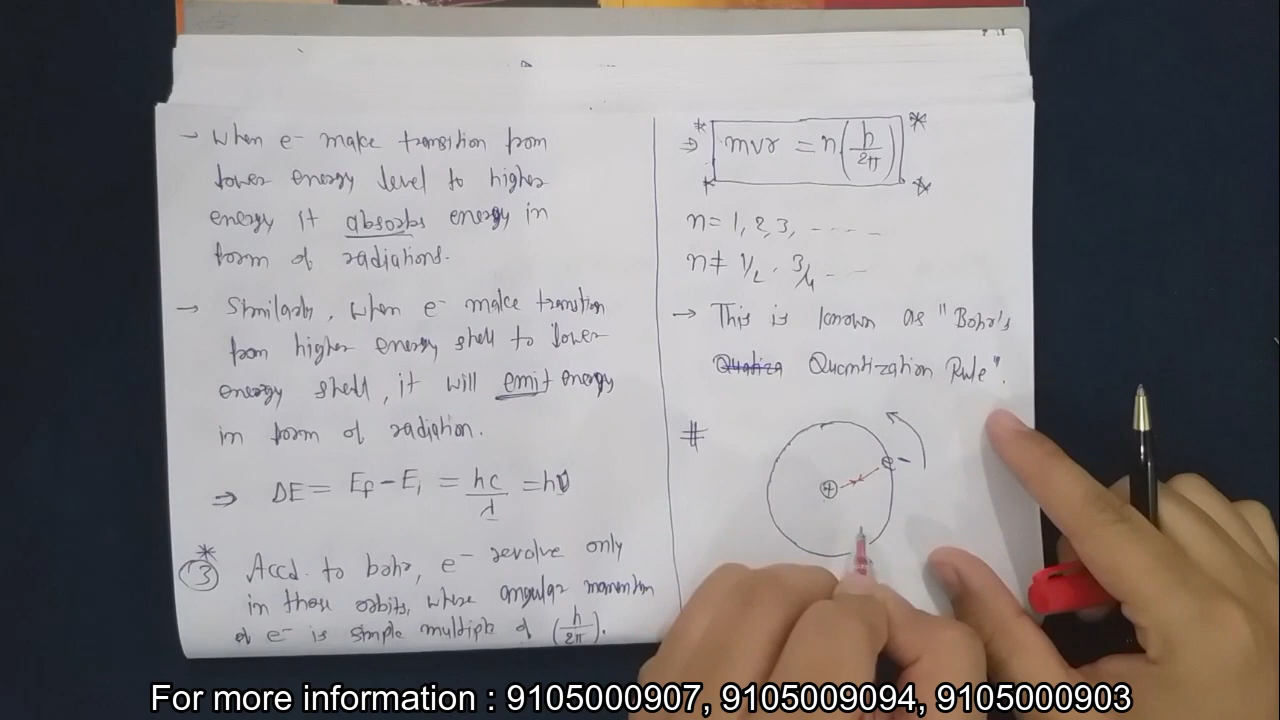 → When e- make transition from
lower energy level to higher
energy it absorbs energy in
form of radiations.
→ Similarly, when e- make transition
from higher energy shell to lower
energy shell, it will emit energy
in form of radiation.
⇒ ΔE = Ef - Ei = hc/λ = hν
* ③ Accd. to bohr, e- revolve only
in those orbits, where angular momentum
of e- is simple multiple of (h/2π).
⇒ mvr = n(h/2π)
n = 1, 2, 3, - - - -
n ≠ 1/2, 3/4 - -
→ This is known as "Bohr's
Quantization Rule".
#
+
e-
For more information : 9105000907, 9105009094, 9105000903